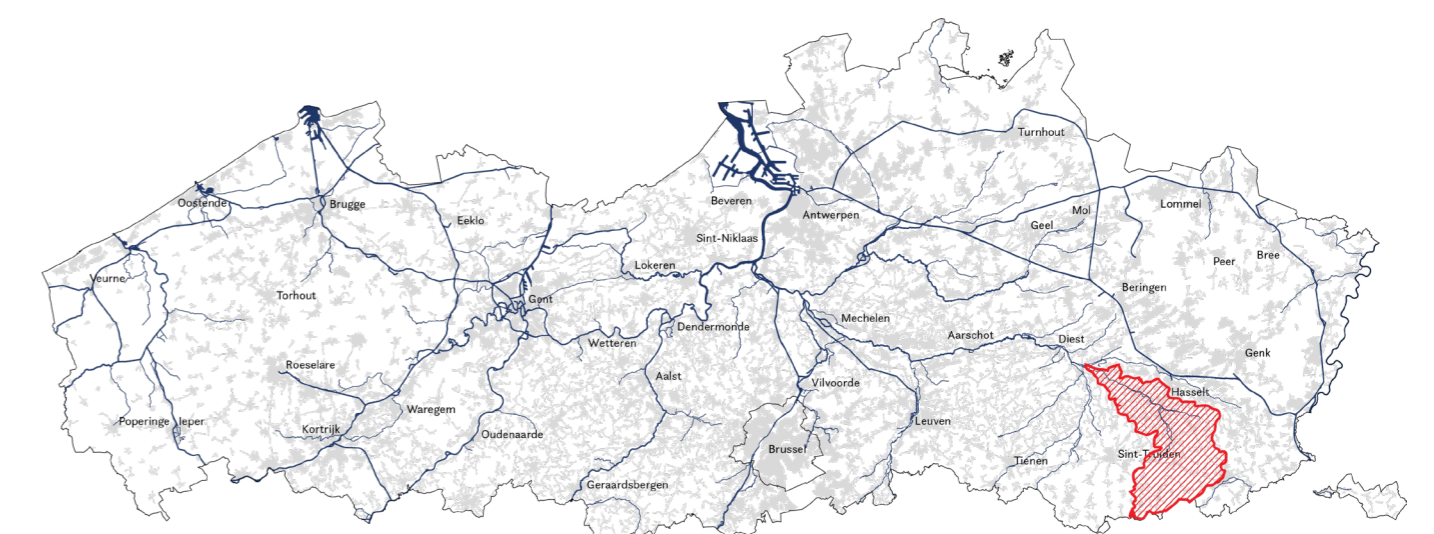 Turnhout
Oostende
Brugge
Beveren
Antwerpen
Mol
Lommel
Eeklo
Geel
Sint-Niklaas
Bree
Peer
Lokeren
Veurne
Torhout
Gent
Beringen
Mechelen
Dendermonde
Aarschot
Diest
Wetteren
Genk
Roeselare
Aalst
Vilvoorde
Hasselt
Waregem
Poperinge Ieper
Kortrijk
Oudenaarde
Leuven
Brussel
Sint-Truiden
Tienen
Geraardsbergen